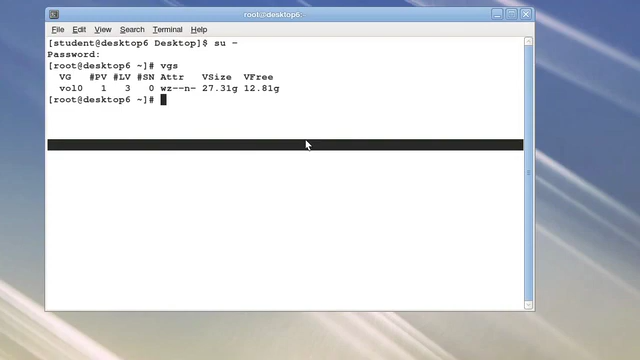 root@desktop6:~
File Edit View Search Terminal Help
[student@desktop6 Desktop]$ su -
Password:
[root@desktop6 ~]# vgs
VG #PV #LV #SN Attr VSize VFree
vol0 1 3 0 wz--n- 27.31g 12.81g
[root@desktop6 ~]#